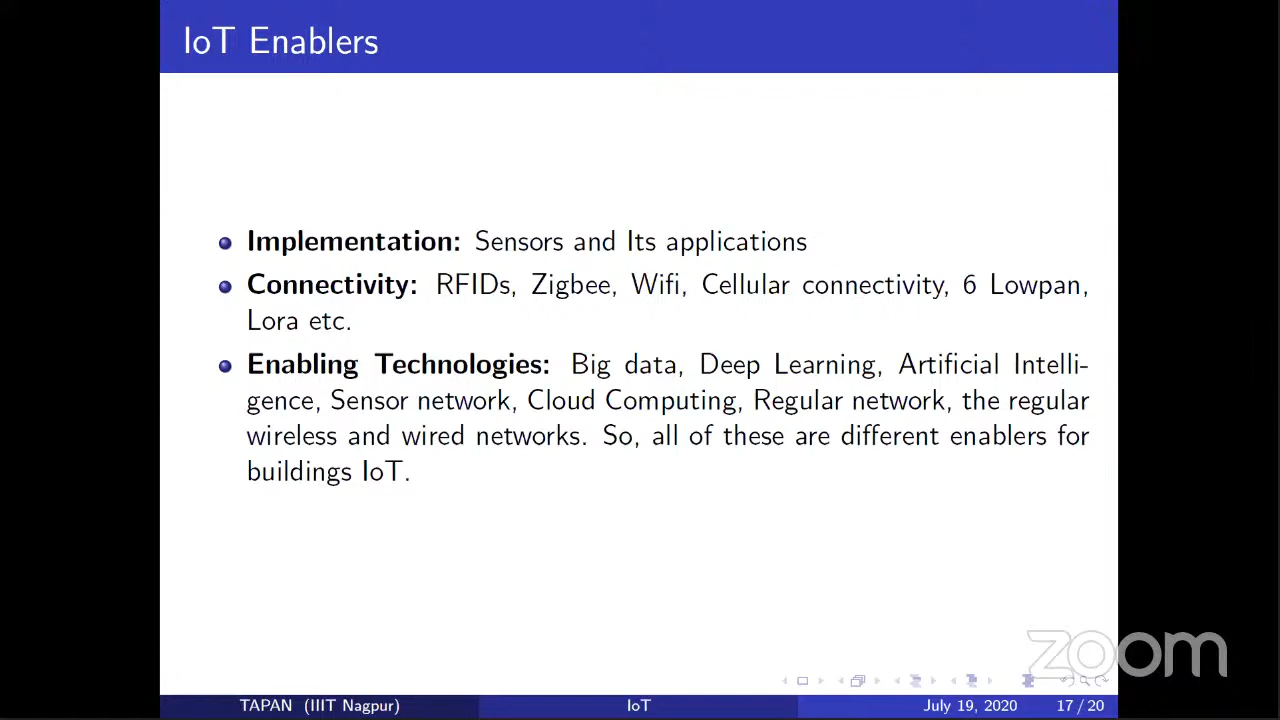 IoT Enablers
Implementation: Sensors and Its applications
Connectivity: RFIDs, Zigbee, Wifi, Cellular connectivity, 6 Lowpan,
Lora etc.
Enabling Technologies: Big data, Deep Learning, Artificial Intelli-
gence, Sensor network, Cloud Computing, Regular network, the regular
wireless and wired networks. So, all of these are different enablers for
buildings IoT.
zoom
TAPAN (IIIT Nagpur) IoT July 19, 2020 17 / 20